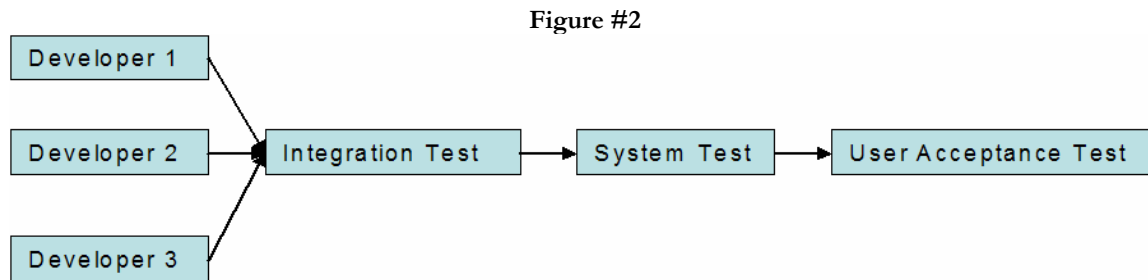 Figure #2
Developer 1
Developer 2
Integration Test
System Test
User Acceptance Test
Developer 3